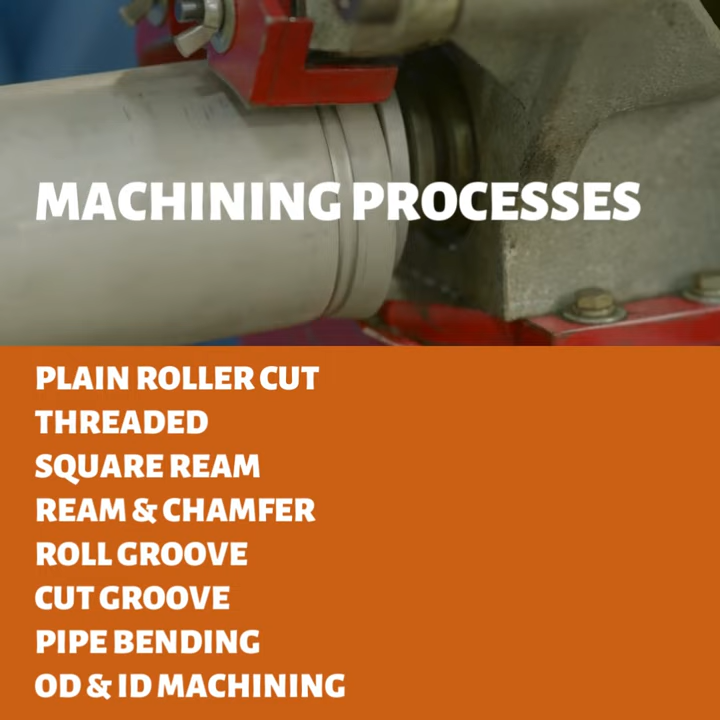 MACHINING PROCESSES
PLAIN ROLLER CUT
THREADED
SQUARE REAM
REAM & CHAMFER
ROLL GROOVE
CUT GROOVE
PIPE BENDING
OD & ID MACHINING